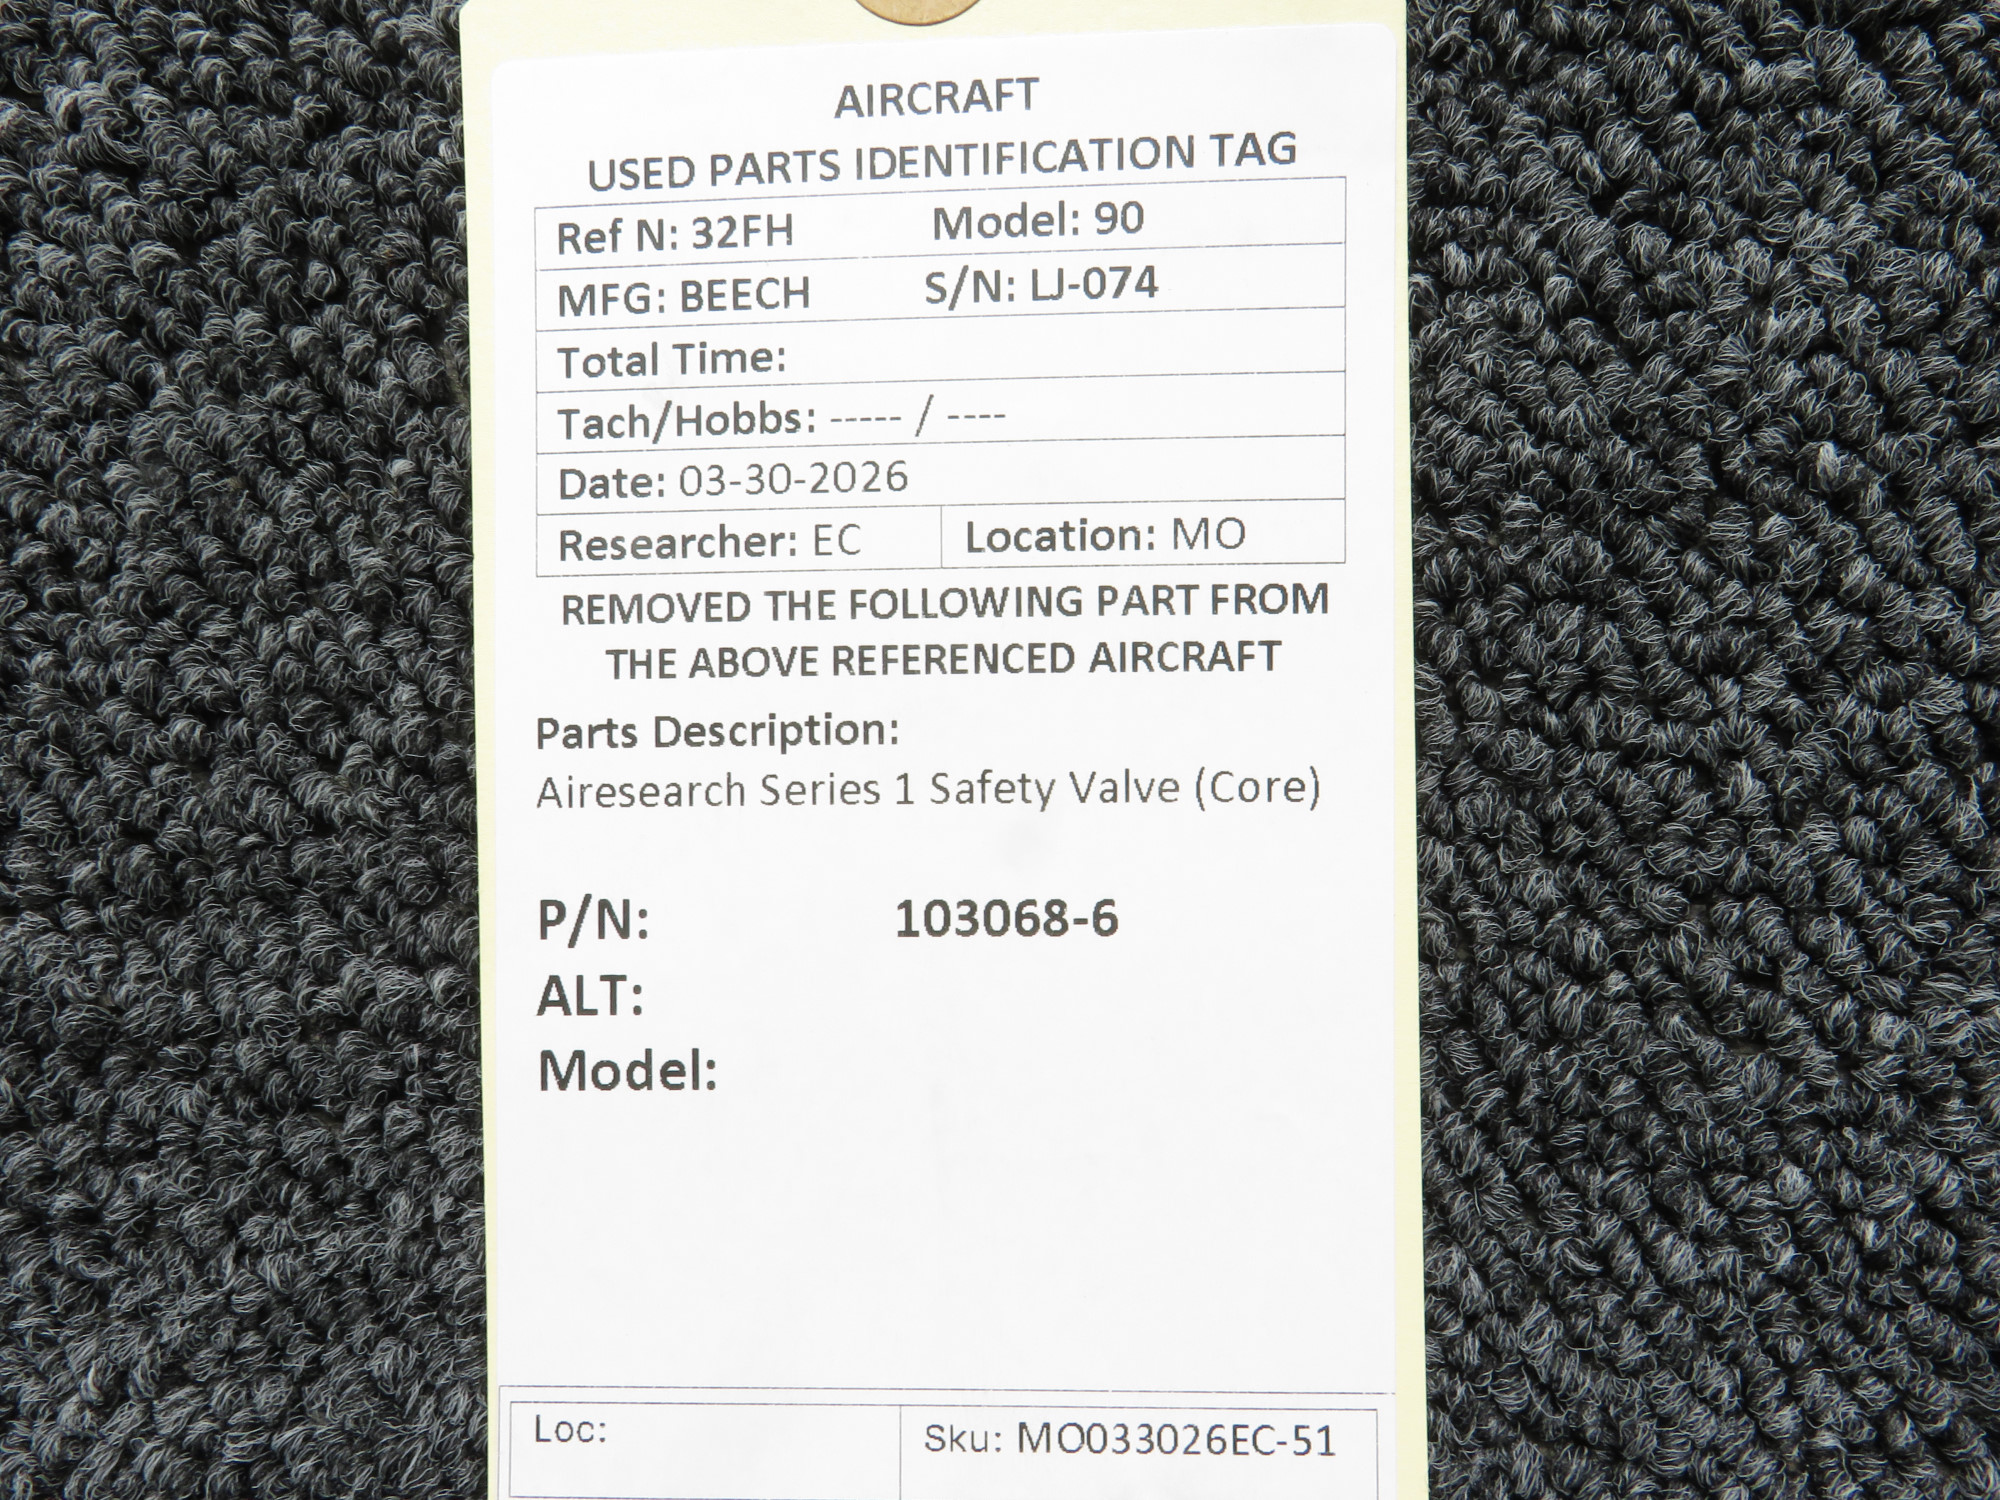 AIRCRAFT
USED PARTS IDENTIFICATION TAG
Ref N: 32FH Model: 90
MFG: BEECH S/N: LJ-074
Total Time:
Tach/Hobbs: ----- / ----
Date: 03-30-2026
Researcher: EC Location: MO
REMOVED THE FOLLOWING PART FROM
THE ABOVE REFERENCED AIRCRAFT
Parts Description:
Airesearch Series 1 Safety Valve (Core)
P/N: 103068-6
ALT:
Model:
Loc: Sku: MO033026EC-51